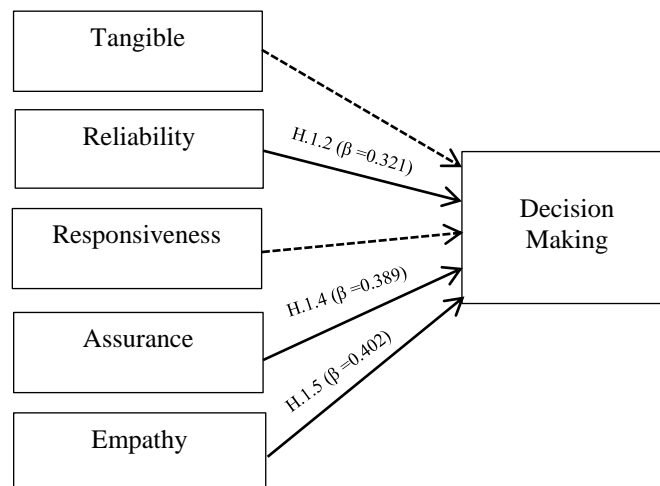 Tangible
Reliability
H.1.2 (β =0.321)
Responsiveness
Decision
Making
H.1.4 (β =0.389)
Assurance
H.1.5 (β =0.402)
Empathy